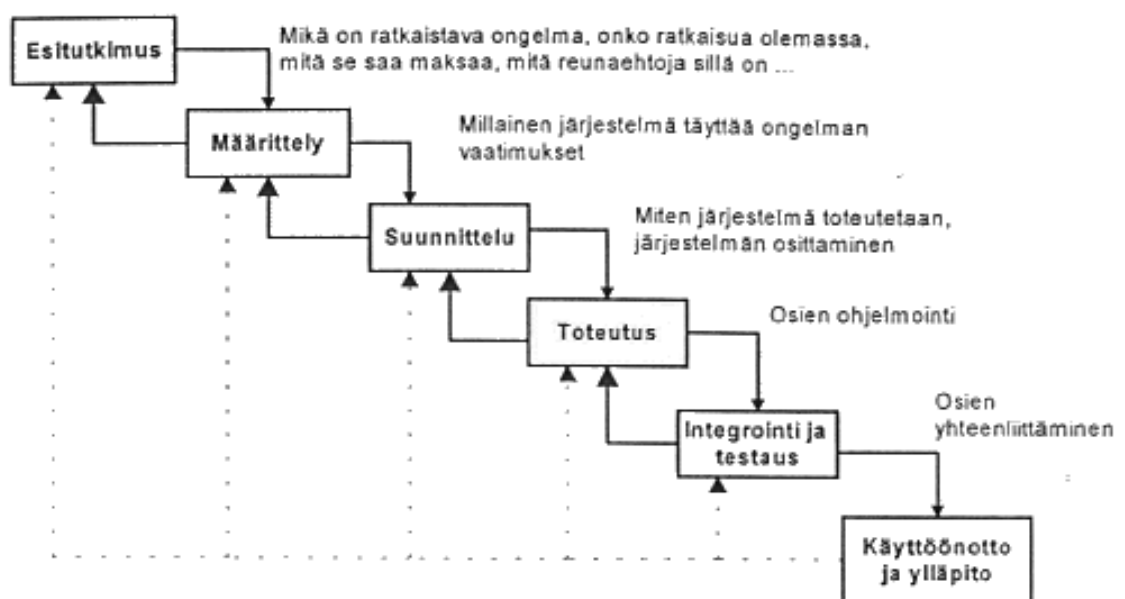 Esitutkimus
Mikä on ratkaistava ongelma, onko ratkaisua olemassa,
mitä se saa maksaa, mitä reunaehtoja sillä on ...
Määrittely
Millainen järjestelmä täyttää ongelman
vaatimukset
Suunnittelu
Miten järjestelmä toteutetaan,
järjestelmän osittaminen
Toteutus
Osien ohjelmointi
Integrointi ja
testaus
Osien
yhteenliittäminen
Käyttöönotto
ja ylläpito